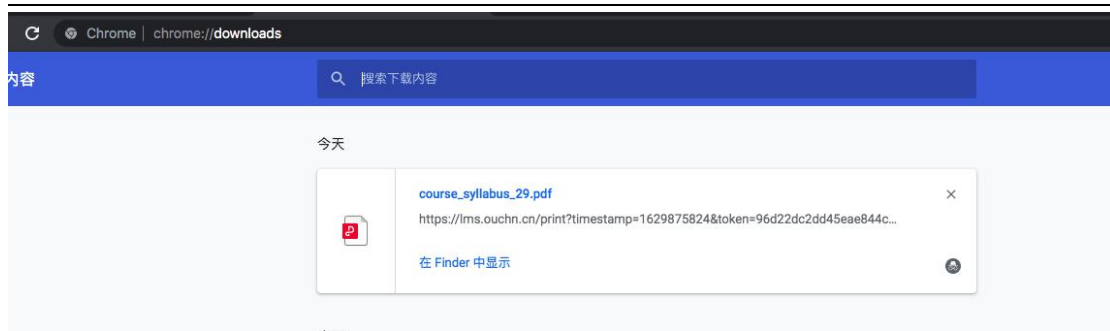 Chrome | chrome://downloads
内容
搜索下载内容
今天
course_syllabus_29.pdf
https://lms.ouchn.cn/print?timestamp=1629875824&token=96d22dc2dd45eae844c...
在 Finder 中显示